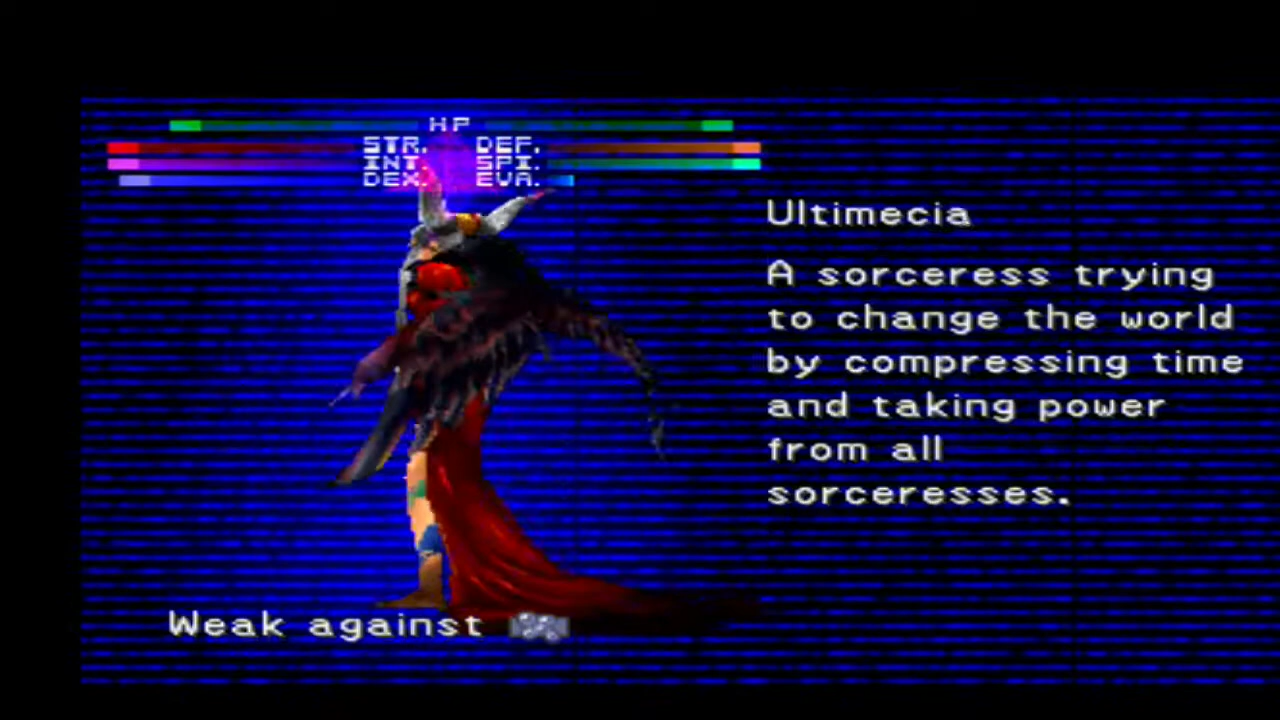 HP
STR. DEF.
INT. SPI.
DEX. EVA.
Ultimecia
A sorceress trying
to change the world
by compressing time
and taking power
from all
sorceresses.
Weak against